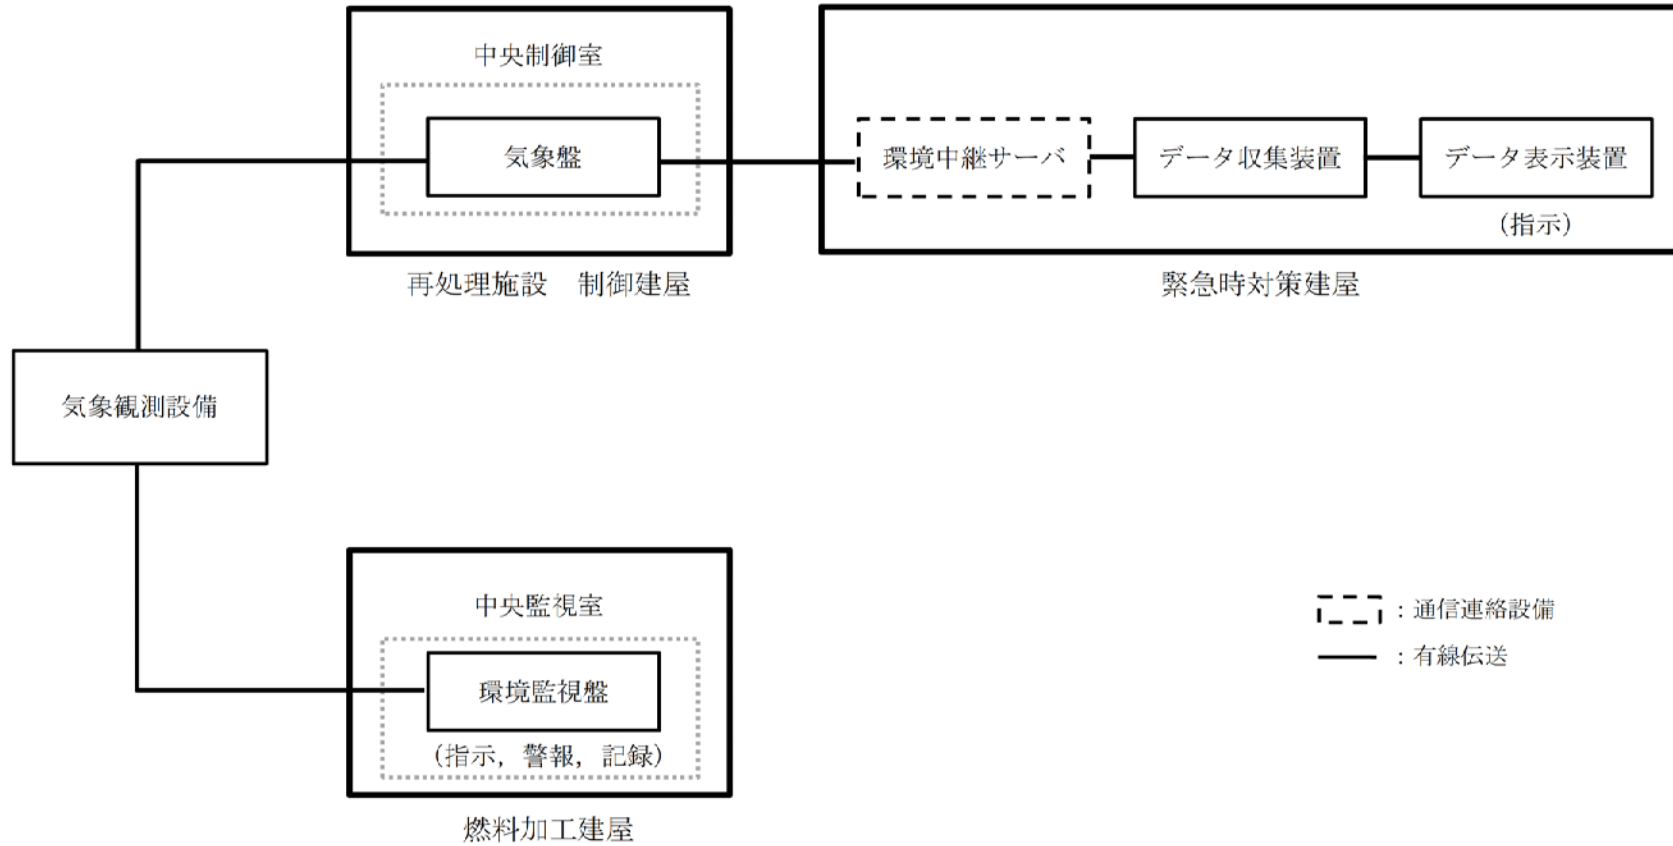 中央制御室
気象盤
再処理施設　制御建屋
環境中継サーバ
データ収集装置
データ表示装置
(指示)
緊急時対策建屋
気象観測設備
中央監視室
環境監視盤
(指示, 警報, 記録)
燃料加工建屋
：通信連絡設備
：有線伝送